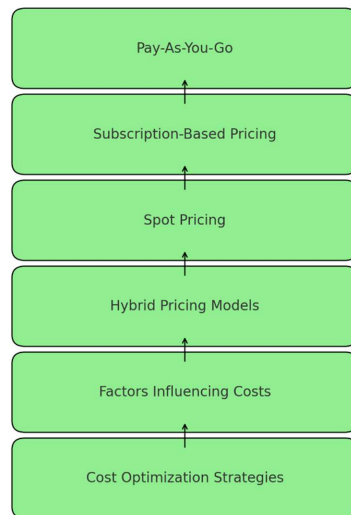 Pay-As-You-Go
Subscription-Based Pricing
Spot Pricing
Hybrid Pricing Models
Factors Influencing Costs
Cost Optimization Strategies